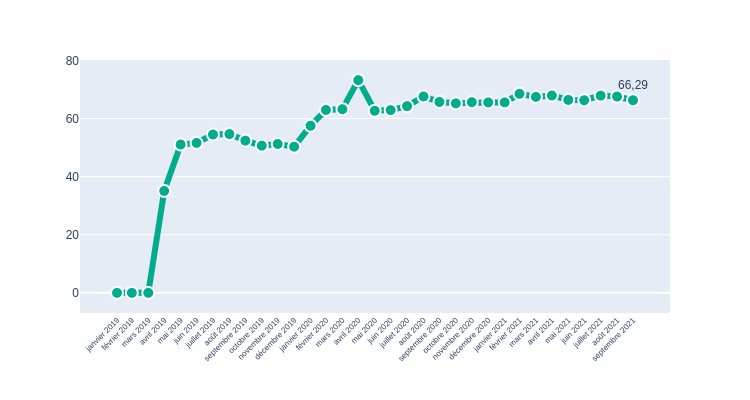 80
66,29
60
40
20
0
janvier 2019
février 2019
mars 2019
avril 2019
mai 2019
juin 2019
juillet 2019
août 2019
septembre 2019
octobre 2019
novembre 2019
décembre 2019
janvier 2020
février 2020
mars 2020
avril 2020
mai 2020
juin 2020
juillet 2020
août 2020
septembre 2020
octobre 2020
novembre 2020
décembre 2020
janvier 2021
février 2021
mars 2021
avril 2021
mai 2021
juin 2021
juillet 2021
août 2021
septembre 2021